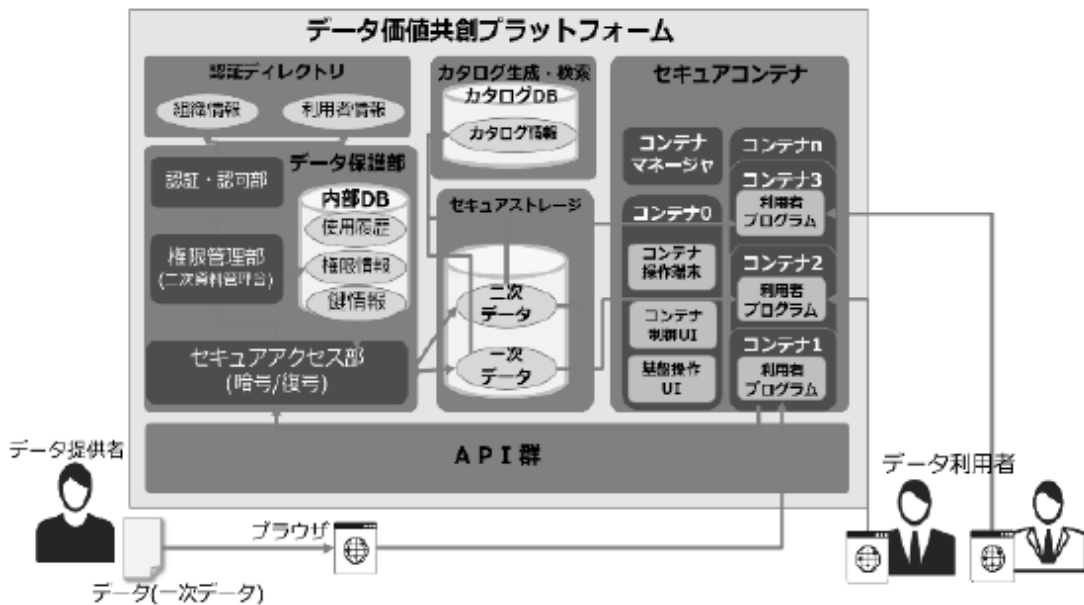 データ価値共創プラットフォーム
認証ディレクトリ
組織情報
利用者情報
カタログ生成・検索
カタログDB
カタログ情報
セキュアコンテナ
コンテナ
マネージャ
コンテナn
コンテナ3
利用者
プログラム
データ保護部
認証・認可部
内部DB
使用履歴
権限管理部
(二次資料管理台)
権限情報
鍵情報
セキュアアクセス部
(暗号/復号)
セキュアストレージ
二次
データ
一次
データ
コンテナ0
コンテナ
操作端末
コンテナ
制御UI
基盤操作
UI
コンテナ2
利用者
プログラム
コンテナ1
利用者
プログラム
API群
データ提供者
ブラウザ
データ(一次データ)
データ利用者